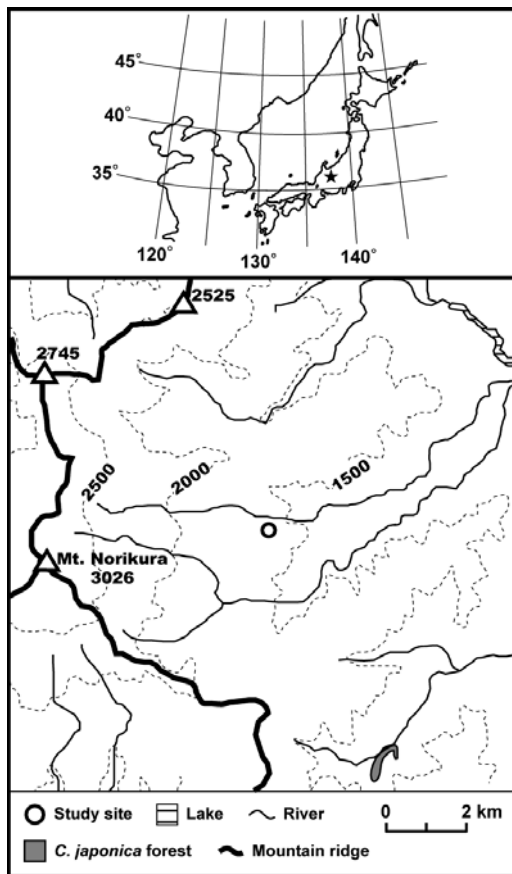 45°
40°
35°
120°
130°
140°
2525
2745
2500
2000
1500
Mt. Norikura
3026
Study site
Lake
River
0 2 km
C. japonica forest
Mountain ridge